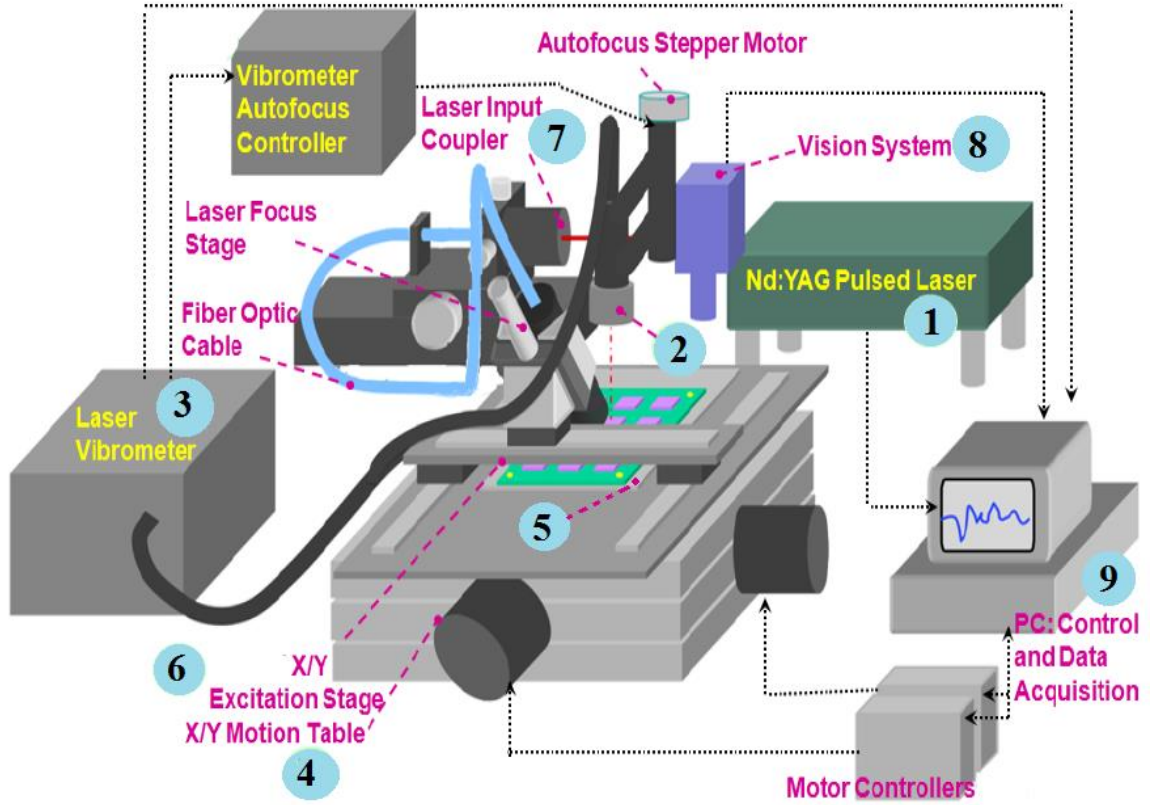 Autofocus Stepper Motor
Vibrometer
Autofocus
Controller
Laser Input
Coupler
7
Vision System
8
Laser Focus
Stage
Nd:YAG Pulsed Laser
1
Fiber Optic
Cable
2
3
Laser
Vibrometer
5
9
PC: Control
and Data
Acquisition
6
X/Y
Excitation Stage
X/Y Motion Table
4
Motor Controllers